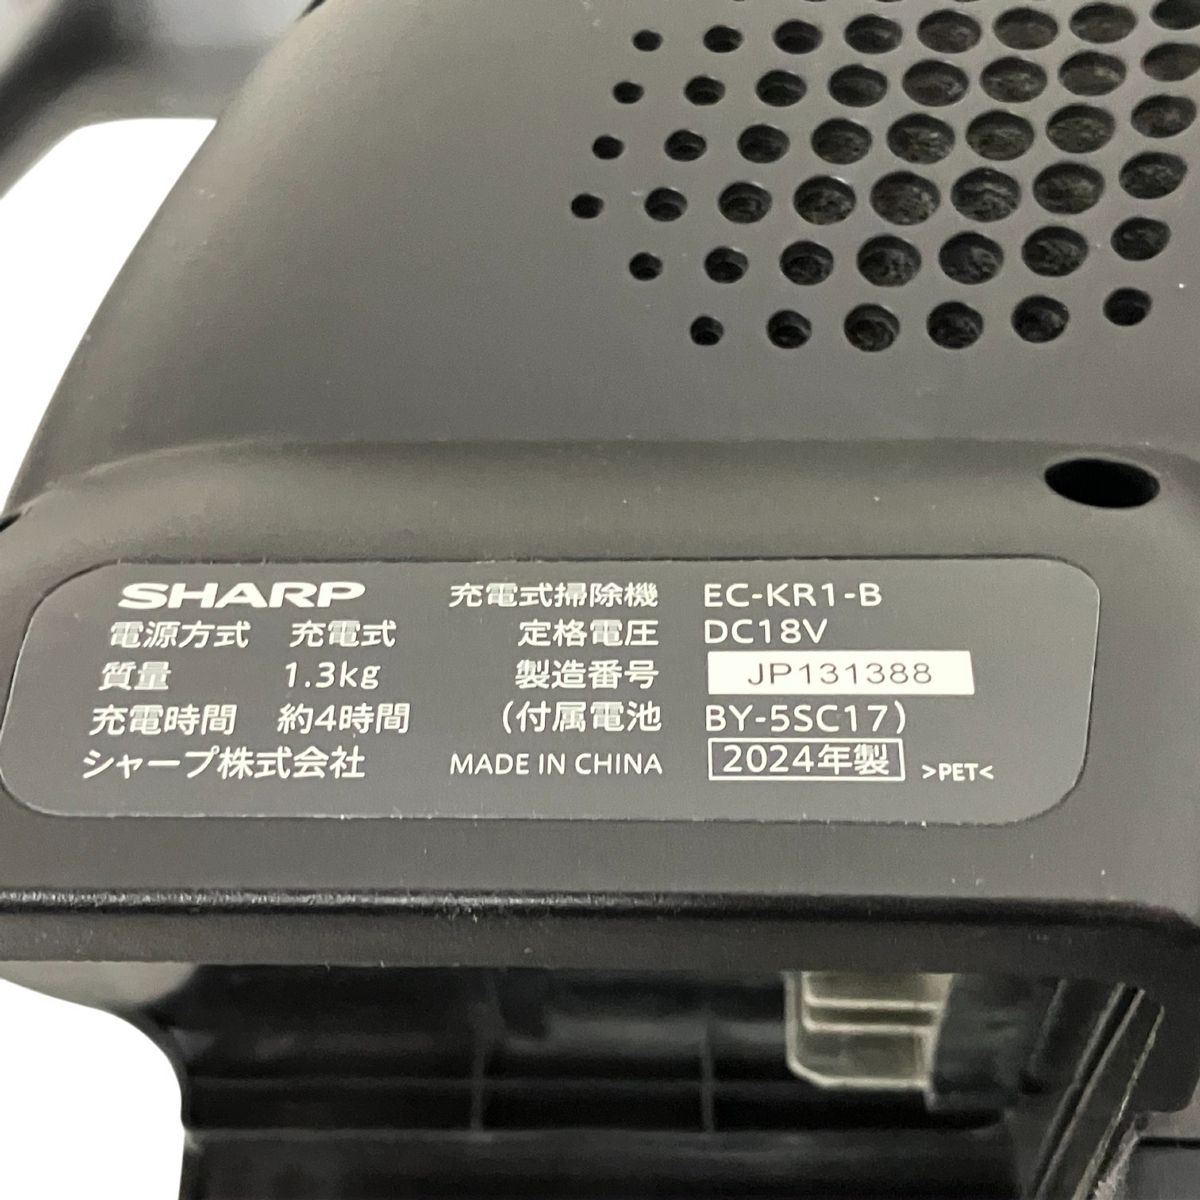 SHARP 充電式掃除機 EC-KR1-B
電源方式 充電式 定格電圧 DC18V
質量 1.3kg 製造番号 JP131388
充電時間 約4時間 (付属電池 BY-5SC17)
シャープ株式会社 MADE IN CHINA 2024年製 >PET<